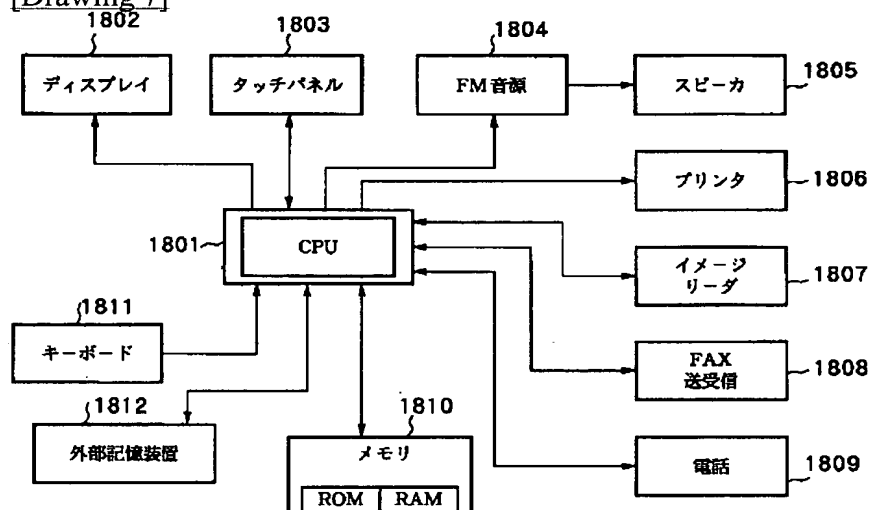 [Drawing 7]
1802
1803
1804
ディスプレイ
タッチパネル
FM音源
スピーカ
1805
プリンタ
1806
1801
CPU
イメージ
リーダ
1807
1811
キーボード
FAX
送受信
1808
1812
外部記憶装置
1810
メモリ
ROM
RAM
電話
1809